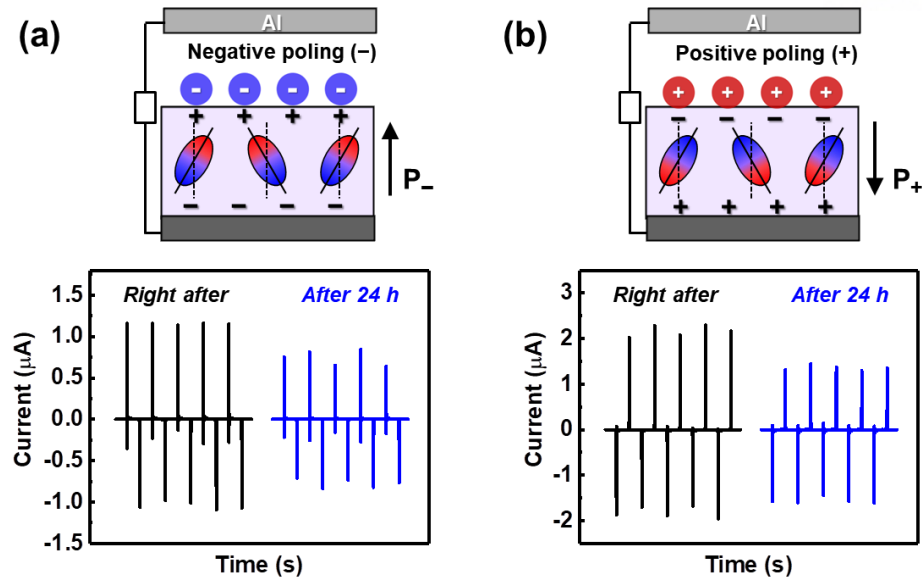 (a)
Al
Negative poling (−)
- - - -
+ + + +
P−
− − − −
(b)
Al
Positive poling (+)
+ + + +
− − − −
P+
+ + + +
Right after
After 24 h
1.5
1.0
0.5
0.0
-0.5
-1.0
-1.5
Current (μA)
Time (s)
Right after
After 24 h
3
2
1
0
-1
-2
Current (μA)
Time (s)